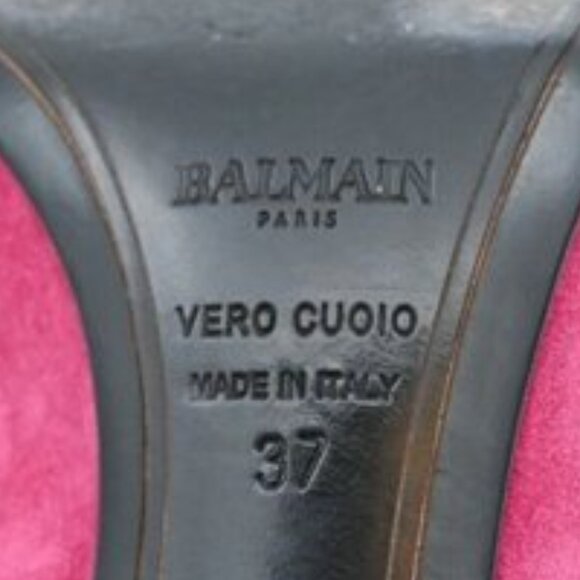 BALMAIN
PARIS
VERO CUOIO
MADE IN ITALY
37